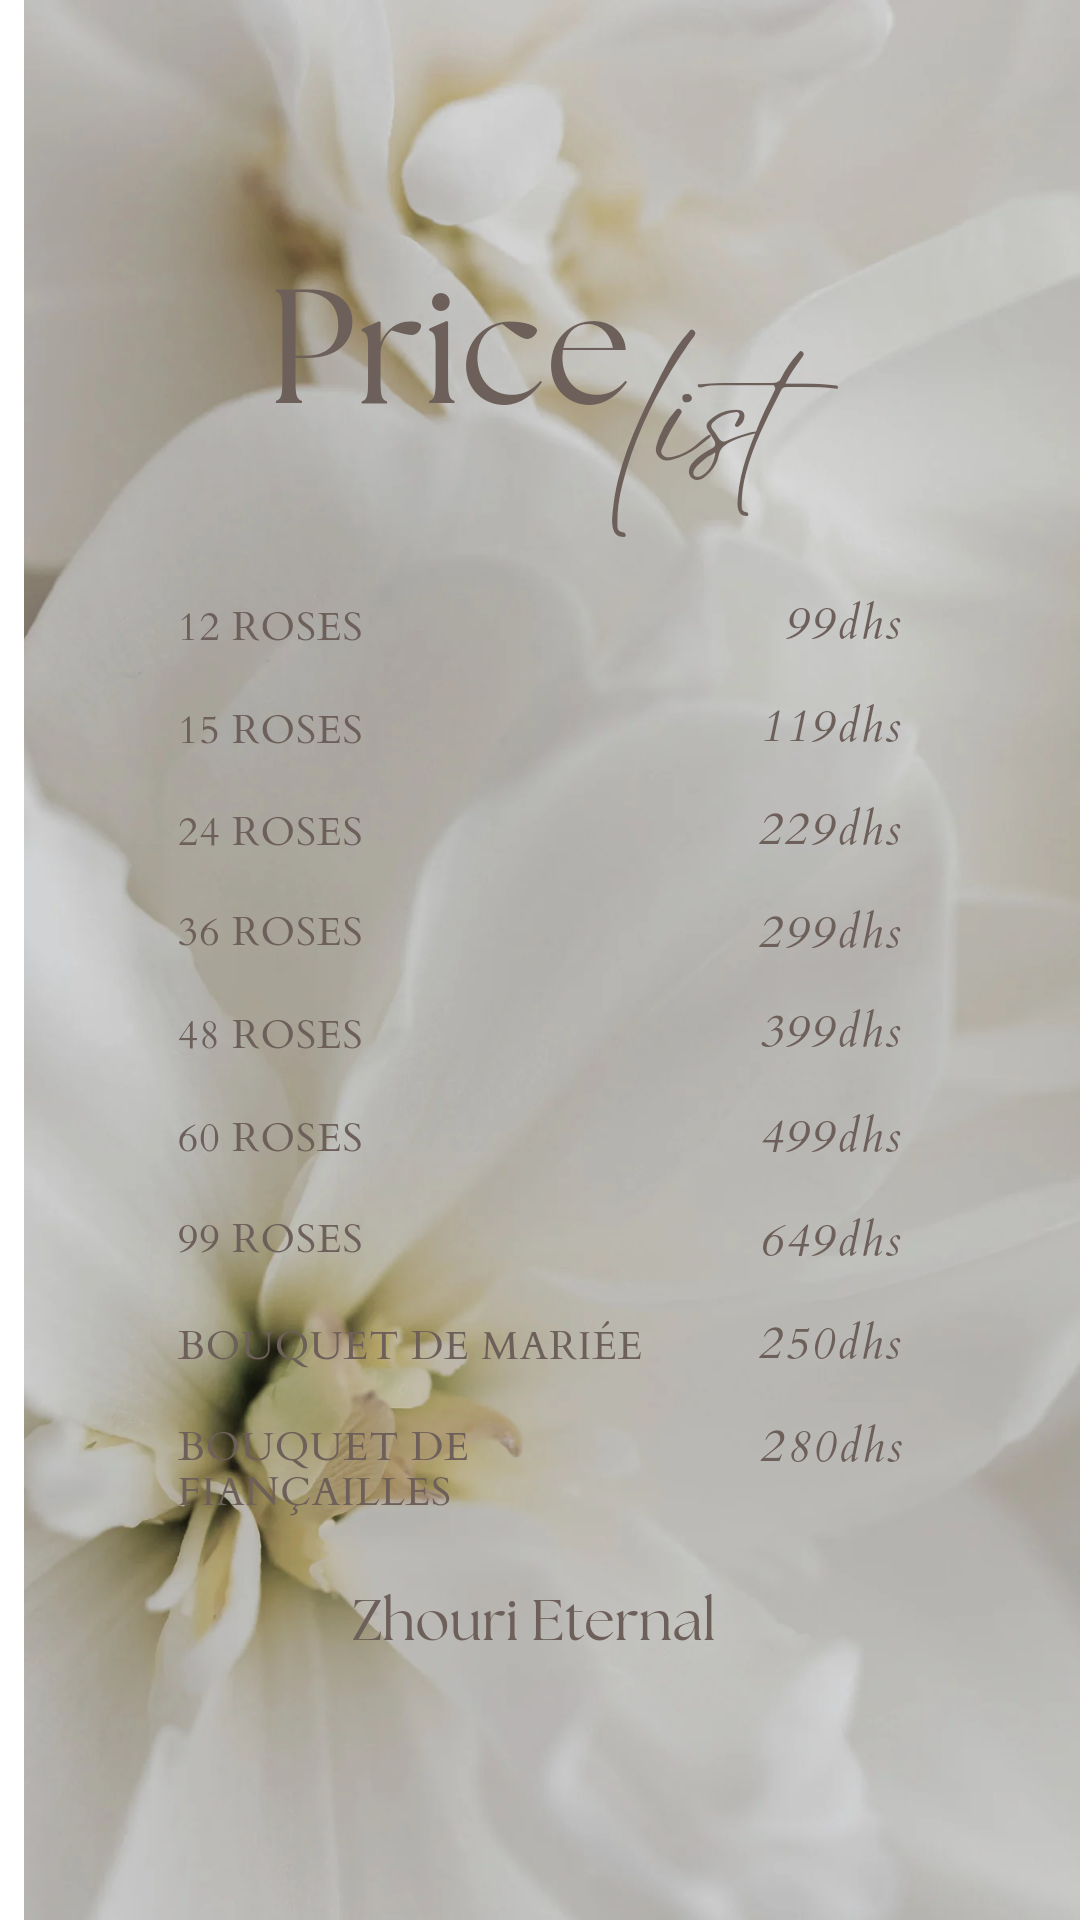 Price list
12 ROSES 99dhs
15 ROSES 119dhs
24 ROSES 229dhs
36 ROSES 299dhs
48 ROSES 399dhs
60 ROSES 499dhs
99 ROSES 649dhs
BOUQUET DE MARIÉE 250dhs
BOUQUET DE 280dhs
FIANÇAILLES
Zhouri Eternal